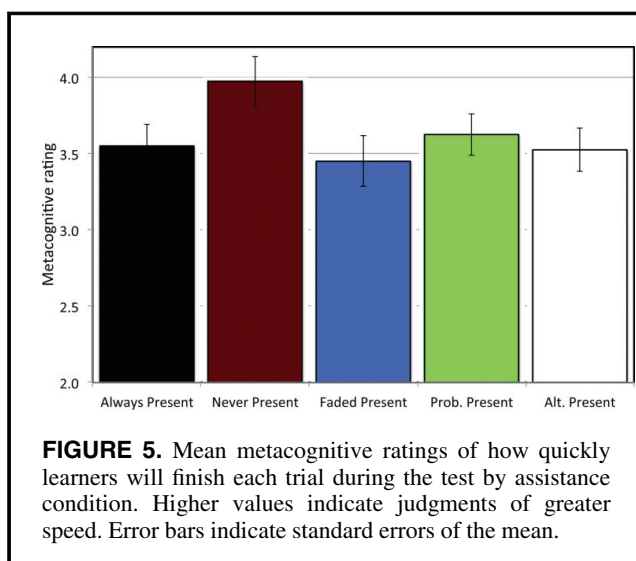 Metacognitive rating
4.0
3.5
3.0
2.5
2.0
Always Present Never Present Faded Present Prob. Present Alt. Present
FIGURE 5. Mean metacognitive ratings of how quickly
learners will finish each trial during the test by assistance
condition. Higher values indicate judgments of greater
speed. Error bars indicate standard errors of the mean.